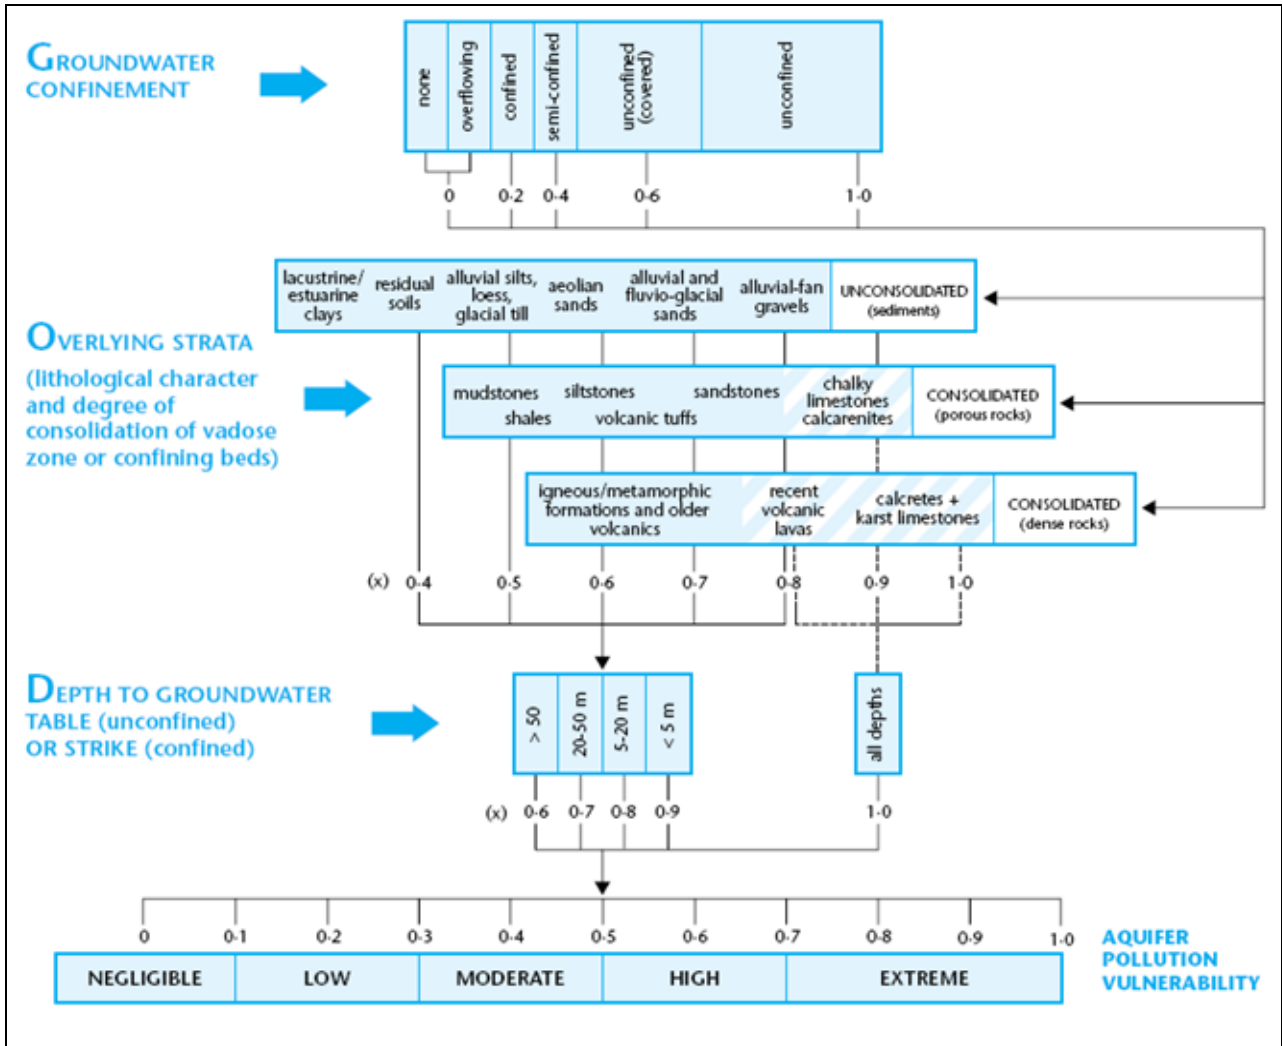 GROUNDWATER
CONFINEMENT
none
overflowing
confined
semi-confined
unconfined
(covered)
unconfined
0
0·2
0·4
0·6
1·0
OVERLYING STRATA
(lithological character
and degree of
consolidation of vadose
zone or confining beds)
lacustrine/
estuarine
clays
residual
soils
alluvial silts,
loess,
glacial till
aeolian
sands
alluvial and
fluvio-glacial
sands
alluvial-fan
gravels
UNCONSOLIDATED
(sediments)
mudstones
shales
siltstones
volcanic tuffs
sandstones
chalky
limestones
calcarenites
CONSOLIDATED
(porous rocks)
igneous/metamorphic
formations and older
volcanics
recent
volcanic
lavas
calcretes +
karst limestones
CONSOLIDATED
(dense rocks)
(x) 0·4 0·5 0·6 0·7 0·8 0·9 1·0
DEPTH TO GROUNDWATER
TABLE (unconfined)
OR STRIKE (confined)
> 50
20-50 m
5-20 m
< 5 m
all depths
(x) 0·6 0·7 0·8 0·9 1·0
0 0·1 0·2 0·3 0·4 0·5 0·6 0·7 0·8 0·9 1·0
NEGLIGIBLE LOW MODERATE HIGH EXTREME
AQUIFER
POLLUTION
VULNERABILITY